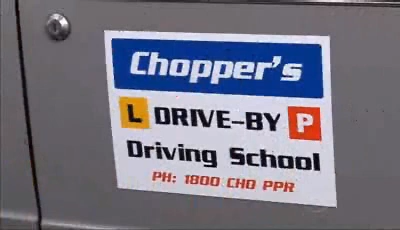 Chopper's
L DRIVE-BY P
Driving School
PH: 1800 CHO PPR